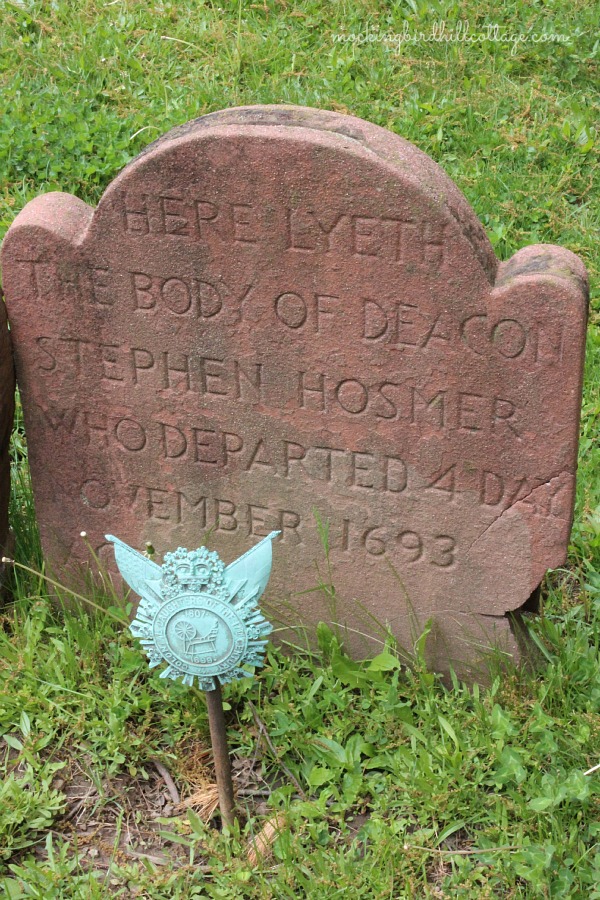 mockingbirdhillcottage.com
HERE LYETH
THE BODY OF DEACON
STEPHEN HOSMER
WHO DEPARTED 4 DAY
NOVEMBER 1693